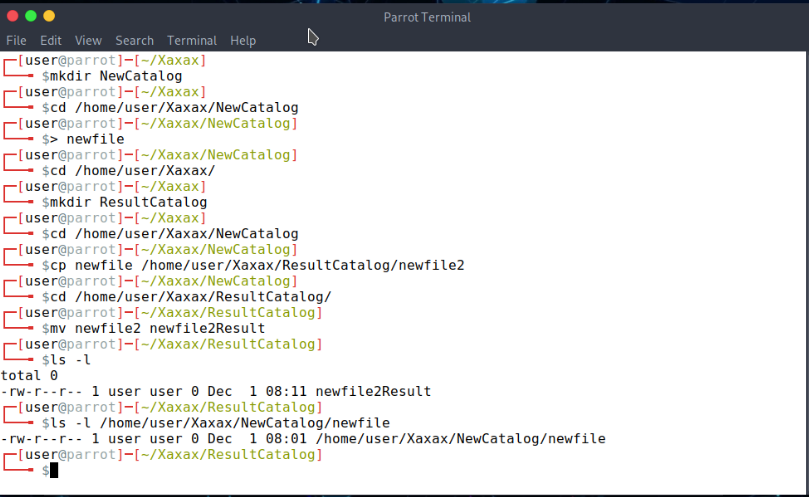 Parrot Terminal
File Edit View Search Terminal Help
┌─[user@parrot]─[~/Xaxax]
└──╼ $mkdir NewCatalog
┌─[user@parrot]─[~/Xaxax]
└──╼ $cd /home/user/Xaxax/NewCatalog
┌─[user@parrot]─[~/Xaxax/NewCatalog]
└──╼ $> newfile
┌─[user@parrot]─[~/Xaxax/NewCatalog]
└──╼ $cd /home/user/Xaxax/
┌─[user@parrot]─[~/Xaxax]
└──╼ $mkdir ResultCatalog
┌─[user@parrot]─[~/Xaxax]
└──╼ $cd /home/user/Xaxax/NewCatalog
┌─[user@parrot]─[~/Xaxax/NewCatalog]
└──╼ $cp newfile /home/user/Xaxax/ResultCatalog/newfile2
┌─[user@parrot]─[~/Xaxax/NewCatalog]
└──╼ $cd /home/user/Xaxax/ResultCatalog/
┌─[user@parrot]─[~/Xaxax/ResultCatalog]
└──╼ $mv newfile2 newfile2Result
┌─[user@parrot]─[~/Xaxax/ResultCatalog]
└──╼ $ls -l
total 0
-rw-r--r-- 1 user user 0 Dec  1 08:11 newfile2Result
┌─[user@parrot]─[~/Xaxax/ResultCatalog]
└──╼ $ls -l /home/user/Xaxax/NewCatalog/newfile
-rw-r--r-- 1 user user 0 Dec  1 08:01 /home/user/Xaxax/NewCatalog/newfile
┌─[user@parrot]─[~/Xaxax/ResultCatalog]
└──╼ $